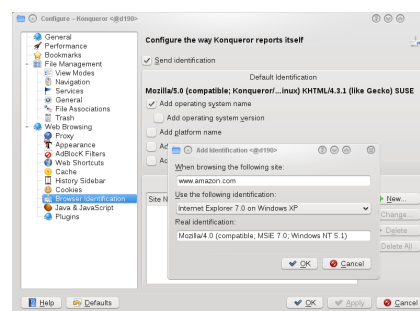 Configure – Konqueror <@d190>
General
Performance
Bookmarks
File Management
View Modes
Navigation
Services
General
File Associations
Trash
Web Browsing
Proxy
Appearance
AdBlocK Filters
Web Shortcuts
Cache
History Sidebar
Cookies
Browser Identification
Java & JavaScript
Plugins
Configure the way Konqueror reports itself
Send identification
Default Identification
Mozilla/5.0 (compatible; Konqueror/...inux) KHTML/4.3.1 (like Gecko) SUSE
Add operating system name
Add operating system version
Add platform name
Site N
New...
Change...
Delete
Delete All
Add Identification <@d190>
When browsing the following site:
www.amazon.com
Use the following identification:
Internet Explorer 7.0 on Windows XP
Real identification:
Mozilla/4.0 (compatible; MSIE 7.0; Windows NT 5.1)
OK
Cancel
Help
Defaults
OK
Apply
Cancel